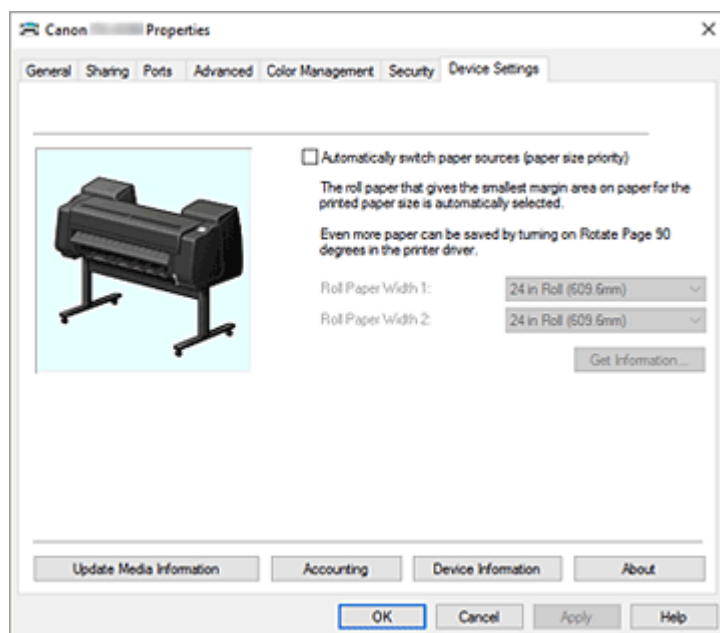 Canon Properties
General Sharing Ports Advanced Color Management Security Device Settings
Automatically switch paper sources (paper size priority)
The roll paper that gives the smallest margin area on paper for the
printed paper size is automatically selected.
Even more paper can be saved by turning on Rotate Page 90
degrees in the printer driver.
Roll Paper Width 1: 24 in Roll (609.6mm)
Roll Paper Width 2: 24 in Roll (609.6mm)
Get Information...
Update Media Information Accounting Device Information About
OK Cancel Apply Help